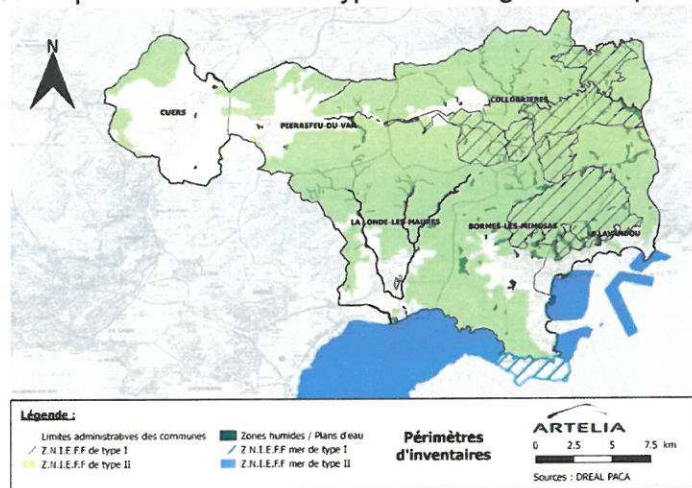 N
CUERS
PIERREFEU-DU-VAR
COLLOBRIERES
LA LONDE-LES-MAURES
BORMES-LES-MIMOSAS
LE LAVANDOU
Légende :
Limites administratives des communes
Z.N.I.E.F.F de type I
Z.N.I.E.F.F de type II
Zones humides / Plans d'eau
Z.N.I.E.F.F mer de type I
Z.N.I.E.F.F mer de type II
Périmètres
d'inventaires
ARTELIA
0 2.5 5 7.5 km
Sources : DREAL PACA